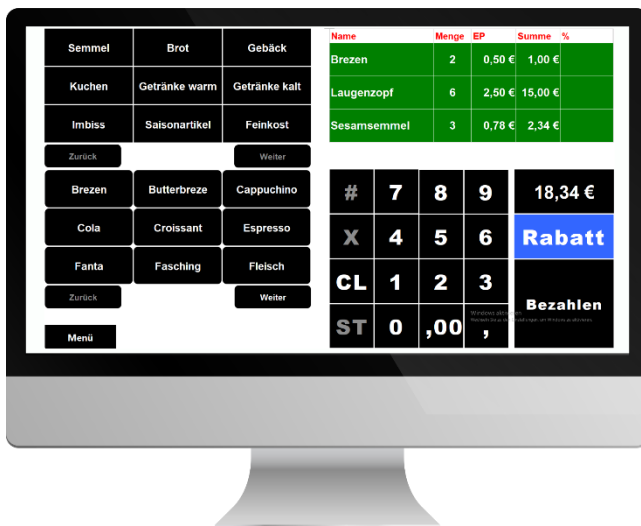 Semmel Brot Gebäck
Kuchen Getränke warm Getränke kalt
Imbiss Saisonartikel Feinkost
Zurück Weiter
Brezen Butterbreze Cappuchino
Cola Croissant Espresso
Fanta Fasching Fleisch
Zurück Weiter
Menü
Name Menge EP Summe %
Brezen 2 0,50 € 1,00 €
Laugenzopf 6 2,50 € 15,00 €
Sesamsemmel 3 0,78 € 2,34 €
# 7 8 9 18,34 €
X 4 5 6 Rabatt
CL 1 2 3
Bezahlen
ST 0 ,00 ,